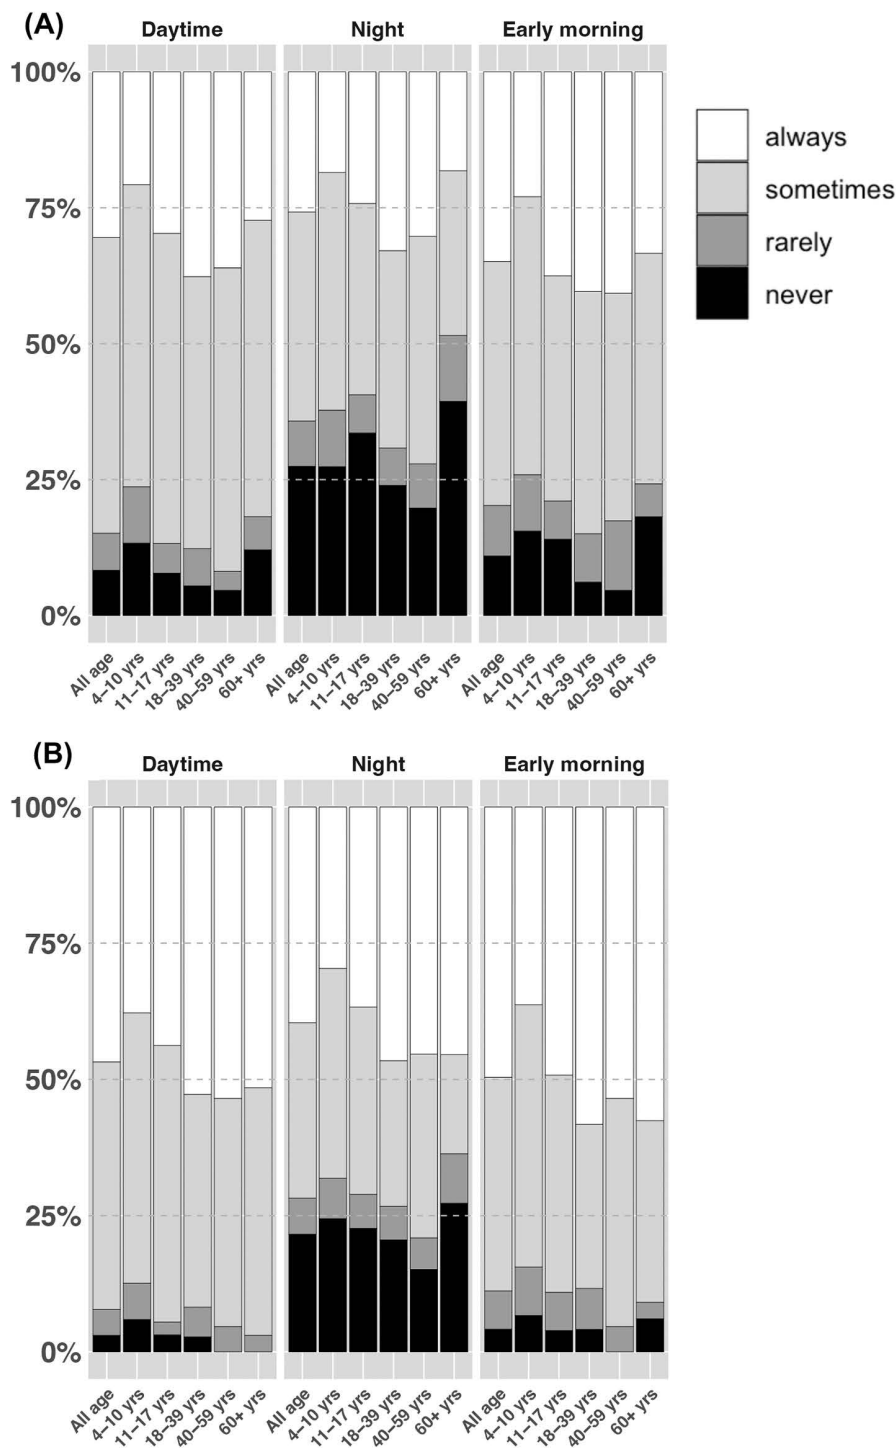 (A)
Daytime Night Early morning
100%
75%
50%
25%
0%
always
sometimes
rarely
never
All age 4–10 yrs 11–17 yrs 18–39 yrs 40–59 yrs 60+ yrs All age 4–10 yrs 11–17 yrs 18–39 yrs 40–59 yrs 60+ yrs All age 4–10 yrs 11–17 yrs 18–39 yrs 40–59 yrs 60+ yrs
(B)
Daytime Night Early morning
100%
75%
50%
25%
0%
All age 4–10 yrs 11–17 yrs 18–39 yrs 40–59 yrs 60+ yrs All age 4–10 yrs 11–17 yrs 18–39 yrs 40–59 yrs 60+ yrs All age 4–10 yrs 11–17 yrs 18–39 yrs 40–59 yrs 60+ yrs